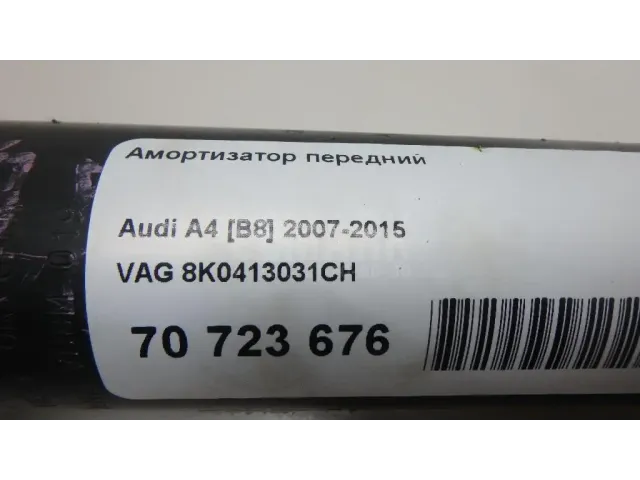 Амортизатор передний
Audi A4 [B8] 2007-2015
VAG 8K0413031CH
70 723 676